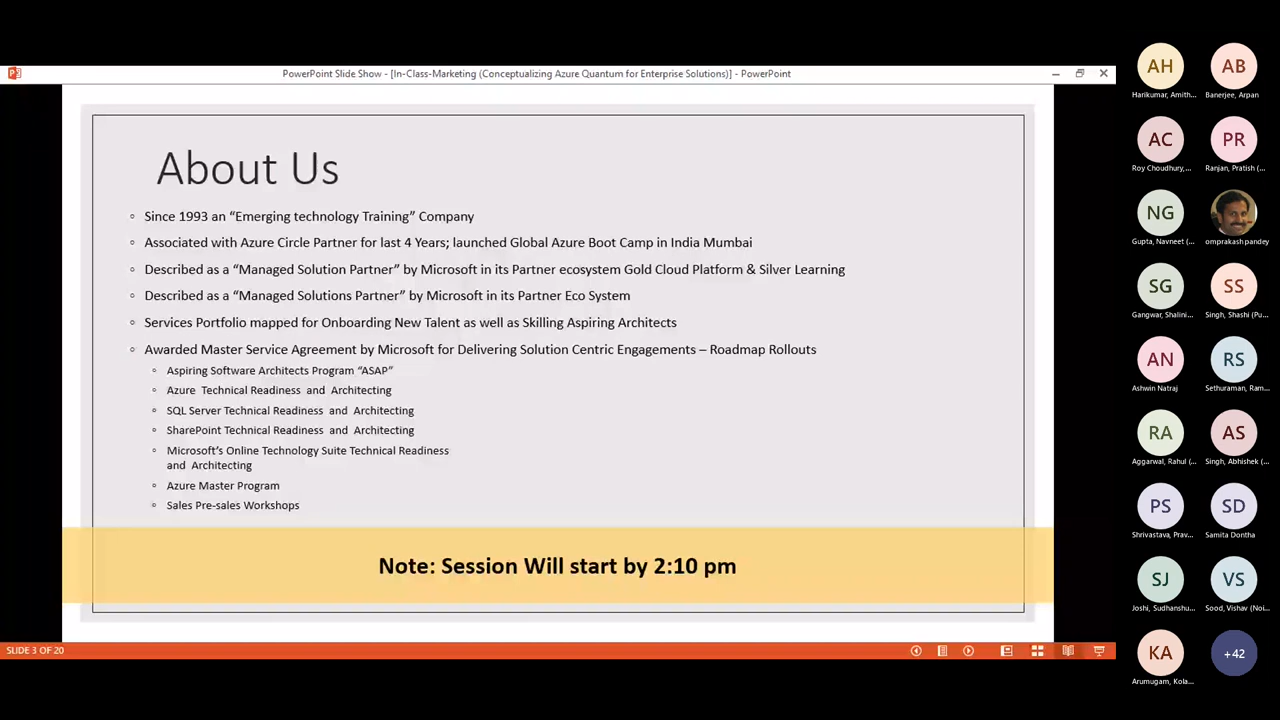 PowerPoint Slide Show - [In-Class-Marketing (Conceptualizing Azure Quantum for Enterprise Solutions)] - PowerPoint
About Us
Since 1993 an “Emerging technology Training” Company
Associated with Azure Circle Partner for last 4 Years; launched Global Azure Boot Camp in India Mumbai
Described as a “Managed Solution Partner” by Microsoft in its Partner ecosystem Gold Cloud Platform & Silver Learning
Described as a “Managed Solutions Partner” by Microsoft in its Partner Eco System
Services Portfolio mapped for Onboarding New Talent as well as Skilling Aspiring Architects
Awarded Master Service Agreement by Microsoft for Delivering Solution Centric Engagements – Roadmap Rollouts
Aspiring Software Architects Program “ASAP”
Azure Technical Readiness and Architecting
SQL Server Technical Readiness and Architecting
SharePoint Technical Readiness and Architecting
Microsoft’s Online Technology Suite Technical Readiness
and Architecting
Azure Master Program
Sales Pre-sales Workshops
Note: Session Will start by 2:10 pm
SLIDE 3 OF 20
AH AB
Harikumar, Amith... Banerjee, Arpan
AC PR
Roy Choudhury,... Ranjan, Pratish (...
NG
Gupta, Navneet (... omprakash pandey
SG SS
Gangwar, Shalini... Singh, Shashi (Pu...
AN RS
Ashwin Natraj Sethuraman, Ram...
RA AS
Aggarwal, Rahul (... Singh, Abhishek (...
PS SD
Shrivastava, Prav... Samita Dontha
SJ VS
Joshi, Sudhanshu... Sood, Vishav (Noi...
KA +42
Arumugam, Kola...